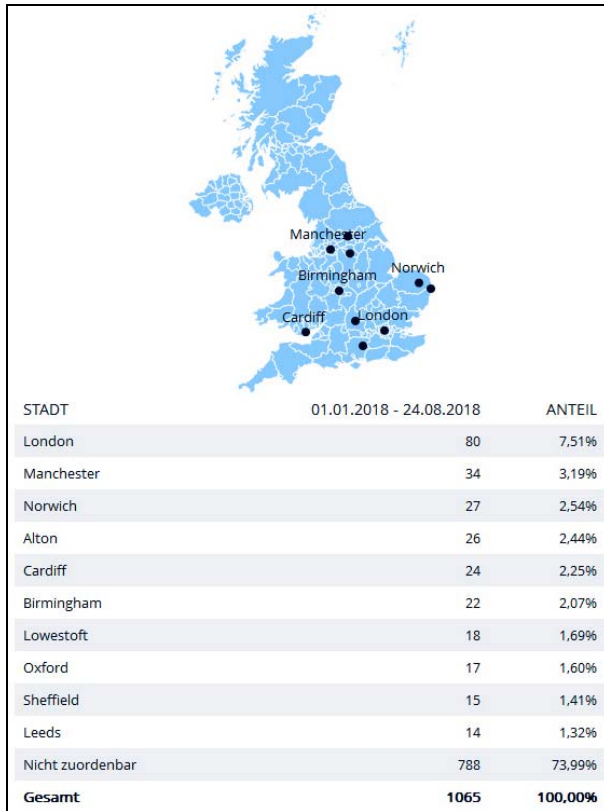 Manchester
Birmingham
Norwich
Cardiff
London
STADT 01.01.2018 - 24.08.2018 ANTEIL
London 80 7,51%
Manchester 34 3,19%
Norwich 27 2,54%
Alton 26 2,44%
Cardiff 24 2,25%
Birmingham 22 2,07%
Lowestoft 18 1,69%
Oxford 17 1,60%
Sheffield 15 1,41%
Leeds 14 1,32%
Nicht zuordenbar 788 73,99%
Gesamt 1065 100,00%